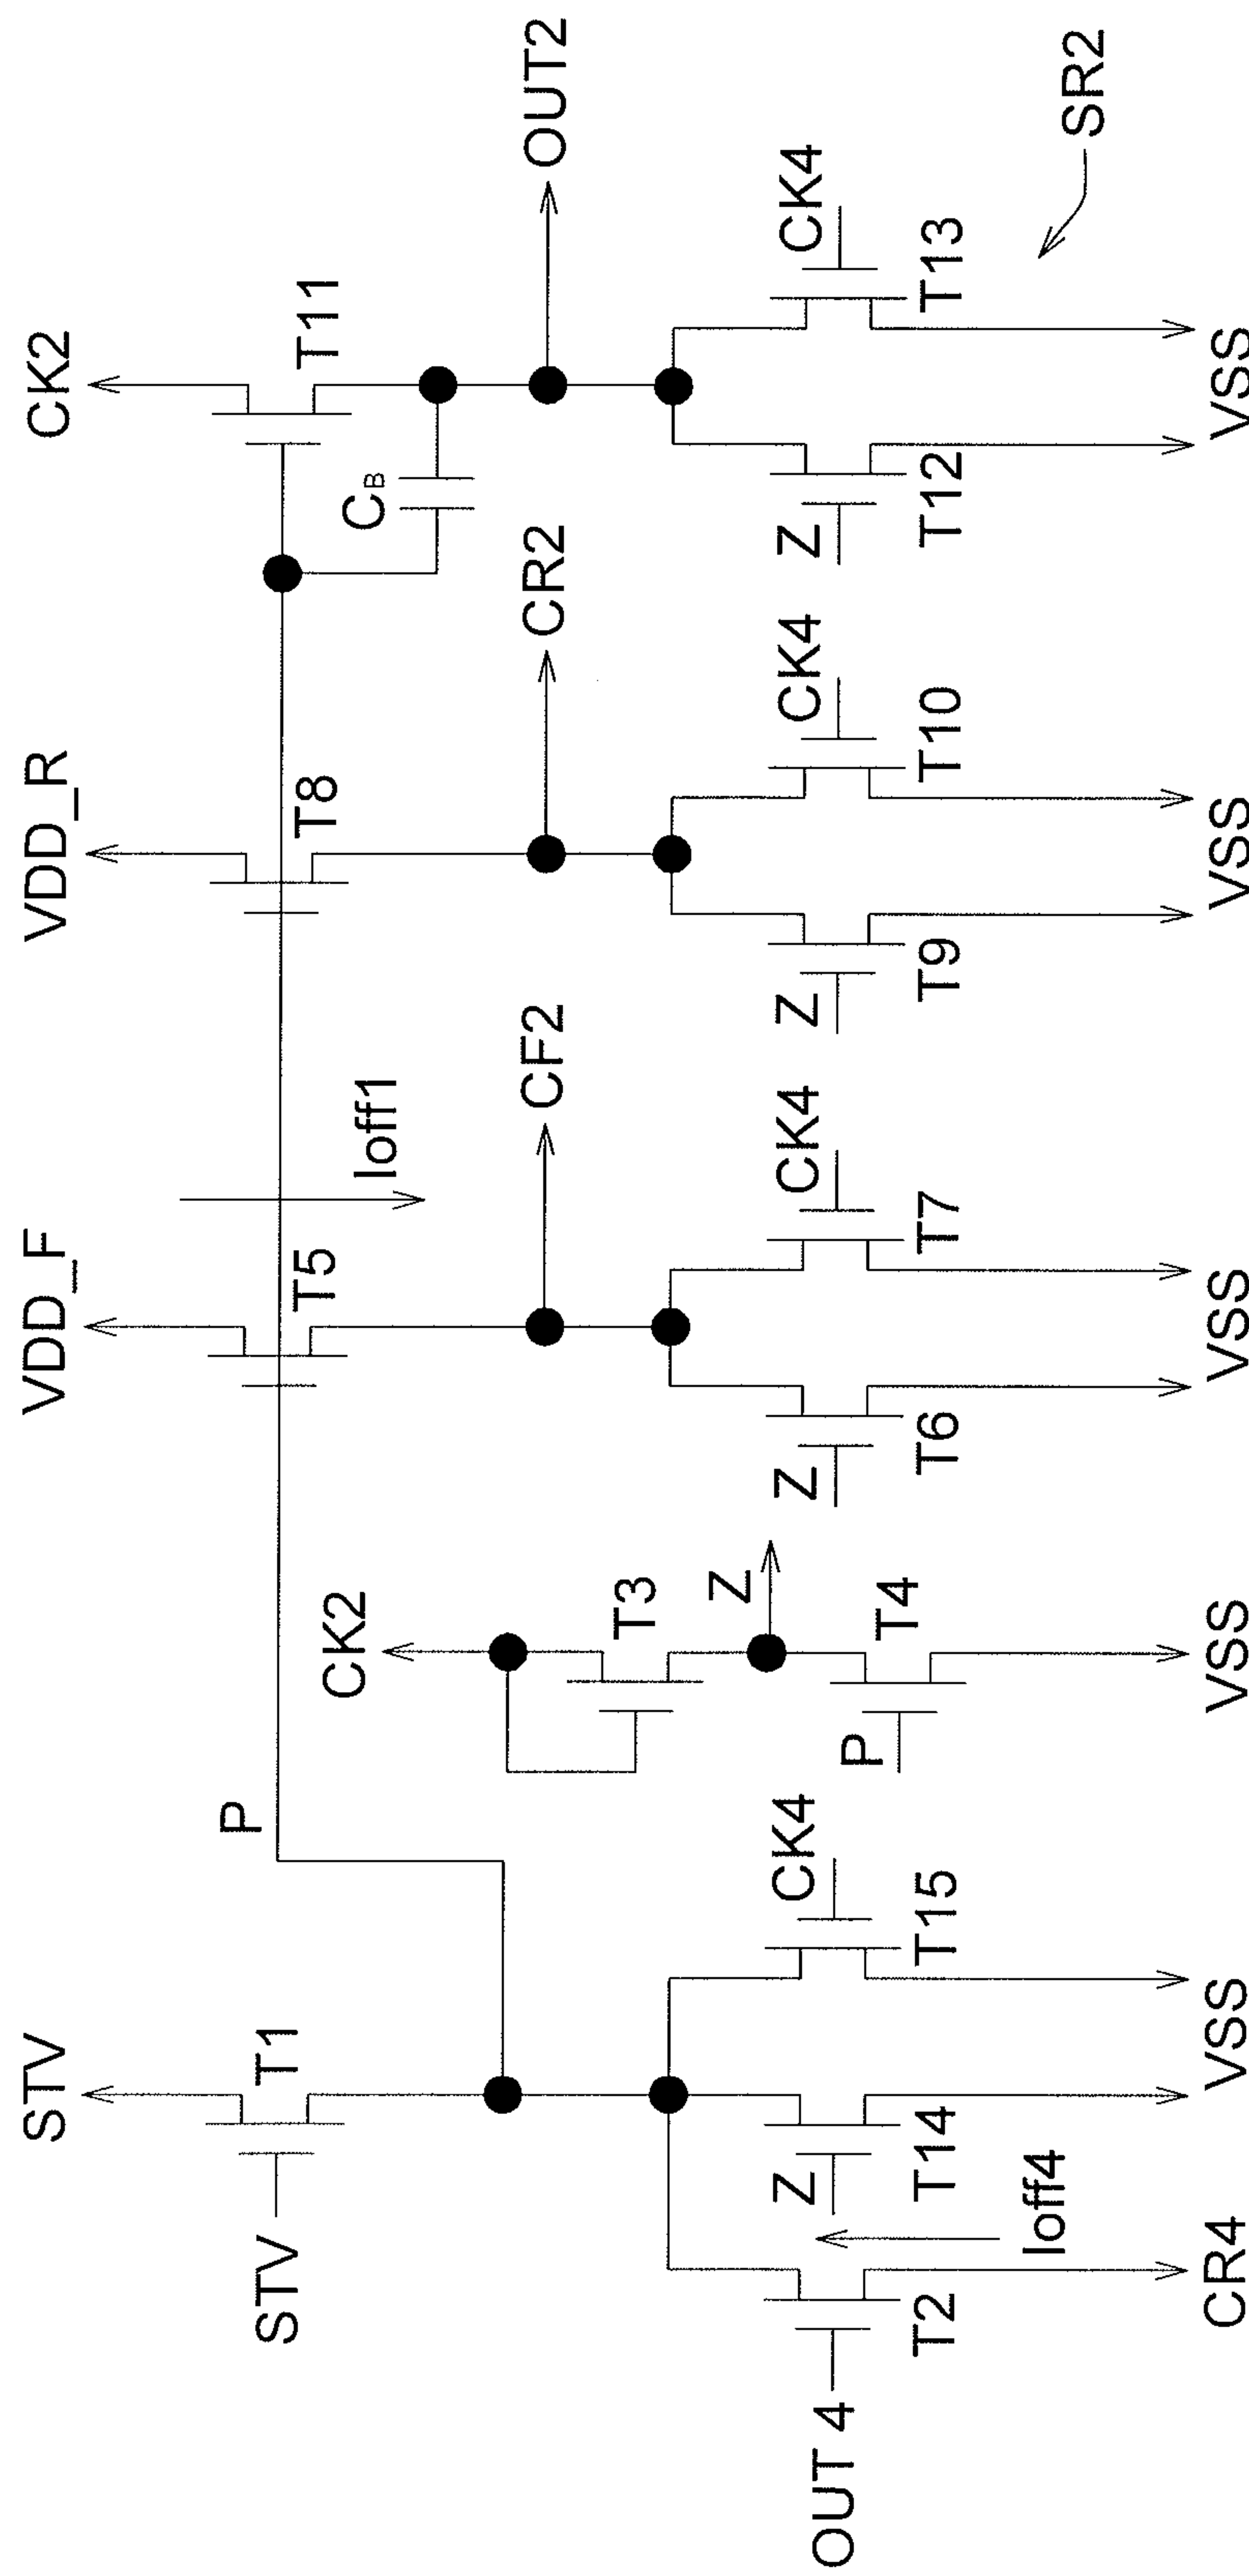 STV
VDD_F
VDD_R
CK2
STV
T1
P
T5
Ioff1
T8
T11
CK2
T3
CF2
CR2
CB
OUT2
Z
OUT 4
T2
Z
T14
CK4
T15
P
T4
Z
T6
CK4
T7
Z
T9
CK4
T10
Z
T12
CK4
T13
Ioff4
SR2
CR4
VSS
VSS
VSS
VSS
VSS